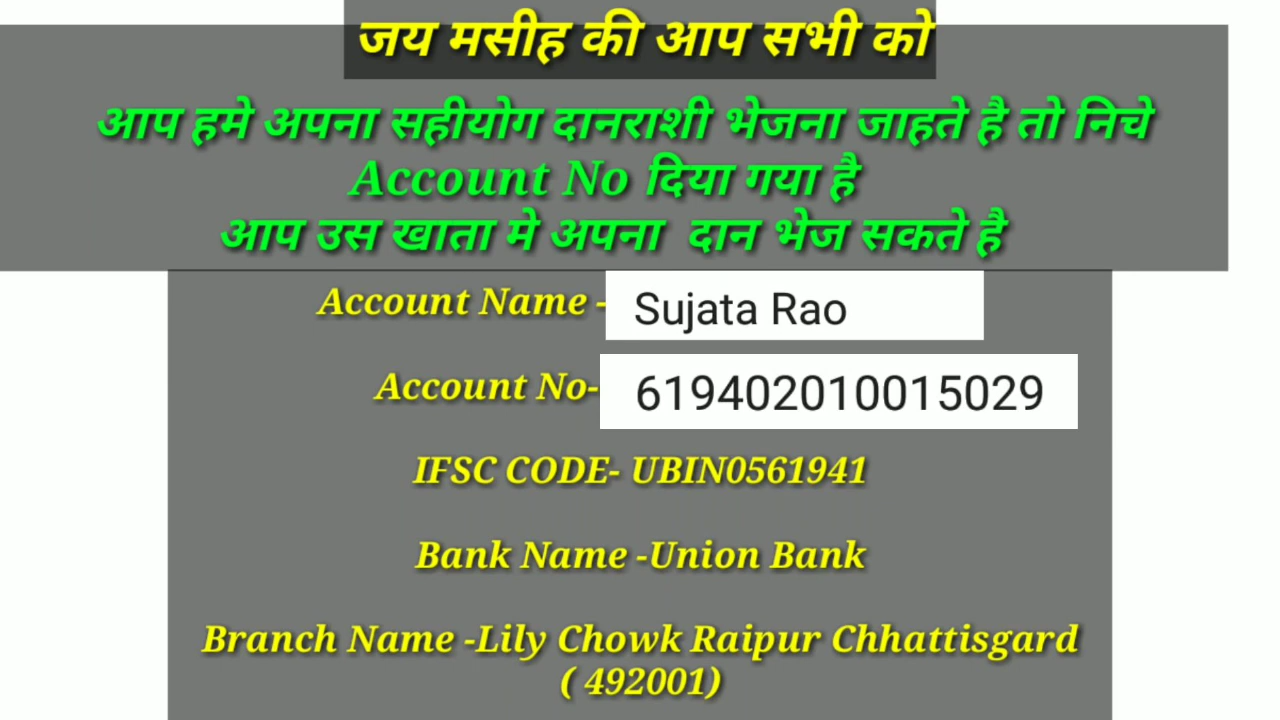 जय मसीह की आप सभी को
आप हमे अपना सहीयोग दानराशी भेजना जाहते है तो निचे
Account No दिया गया है
आप उस खाता मे अपना दान भेज सकते है
Account Name - Sujata Rao
Account No- 619402010015029
IFSC CODE- UBIN0561941
Bank Name -Union Bank
Branch Name -Lily Chowk Raipur Chhattisgard
( 492001)